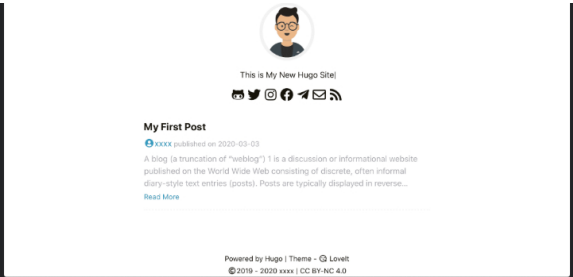 This is My New Hugo Site|
My First Post
xxxx published on 2020-03-03
A blog (a truncation of "weblog") 1 is a discussion or informational website
published on the World Wide Web consisting of discrete, often informal
diary-style text entries (posts). Posts are typically displayed in reverse...
Read More
Powered by Hugo | Theme - LoveIt
©2019 - 2020 xxxx | CC BY-NC 4.0